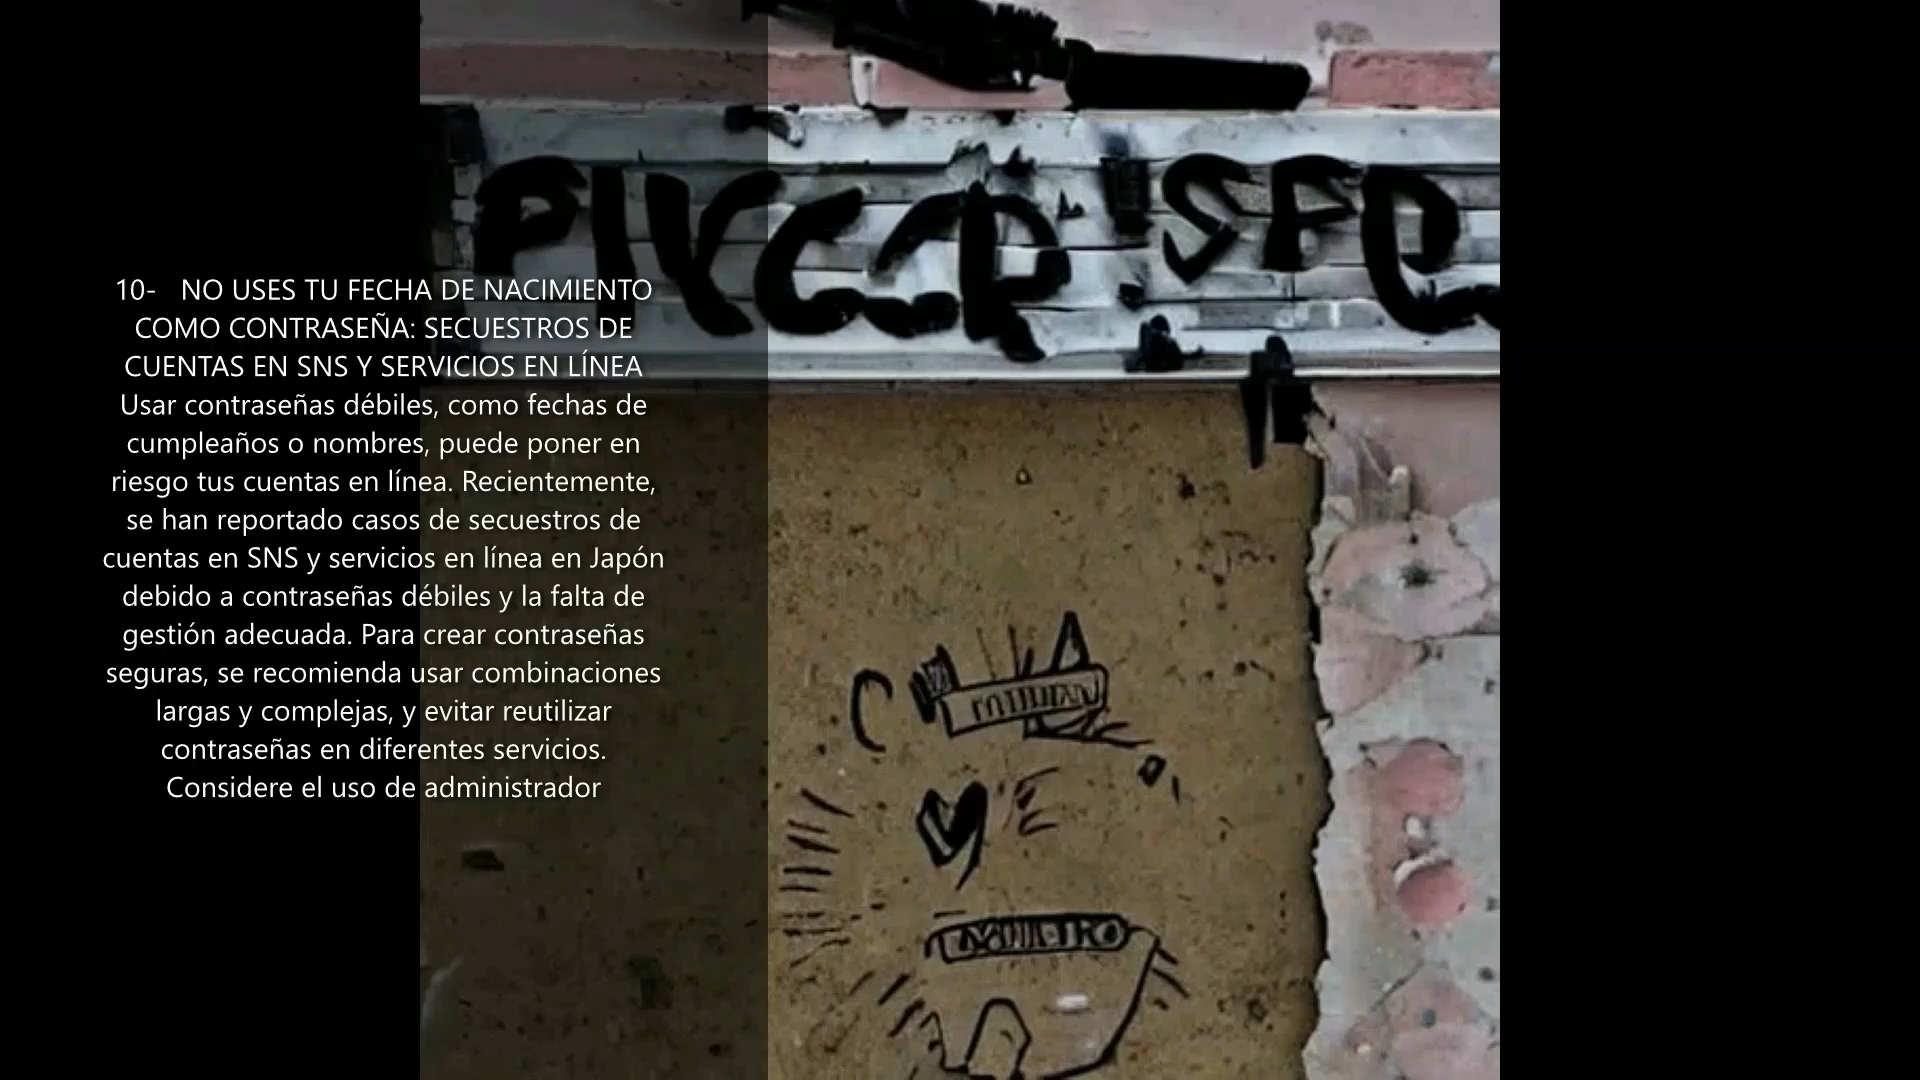 10-   NO USES TU FECHA DE NACIMIENTO
COMO CONTRASEÑA: SECUESTROS DE
CUENTAS EN SNS Y SERVICIOS EN LÍNEA
Usar contraseñas débiles, como fechas de
cumpleaños o nombres, puede poner en
riesgo tus cuentas en línea. Recientemente,
se han reportado casos de secuestros de
cuentas en SNS y servicios en línea en Japón
debido a contraseñas débiles y la falta de
gestión adecuada. Para crear contraseñas
seguras, se recomienda usar combinaciones
largas y complejas, y evitar reutilizar
contraseñas en diferentes servicios.
Considere el uso de administrador